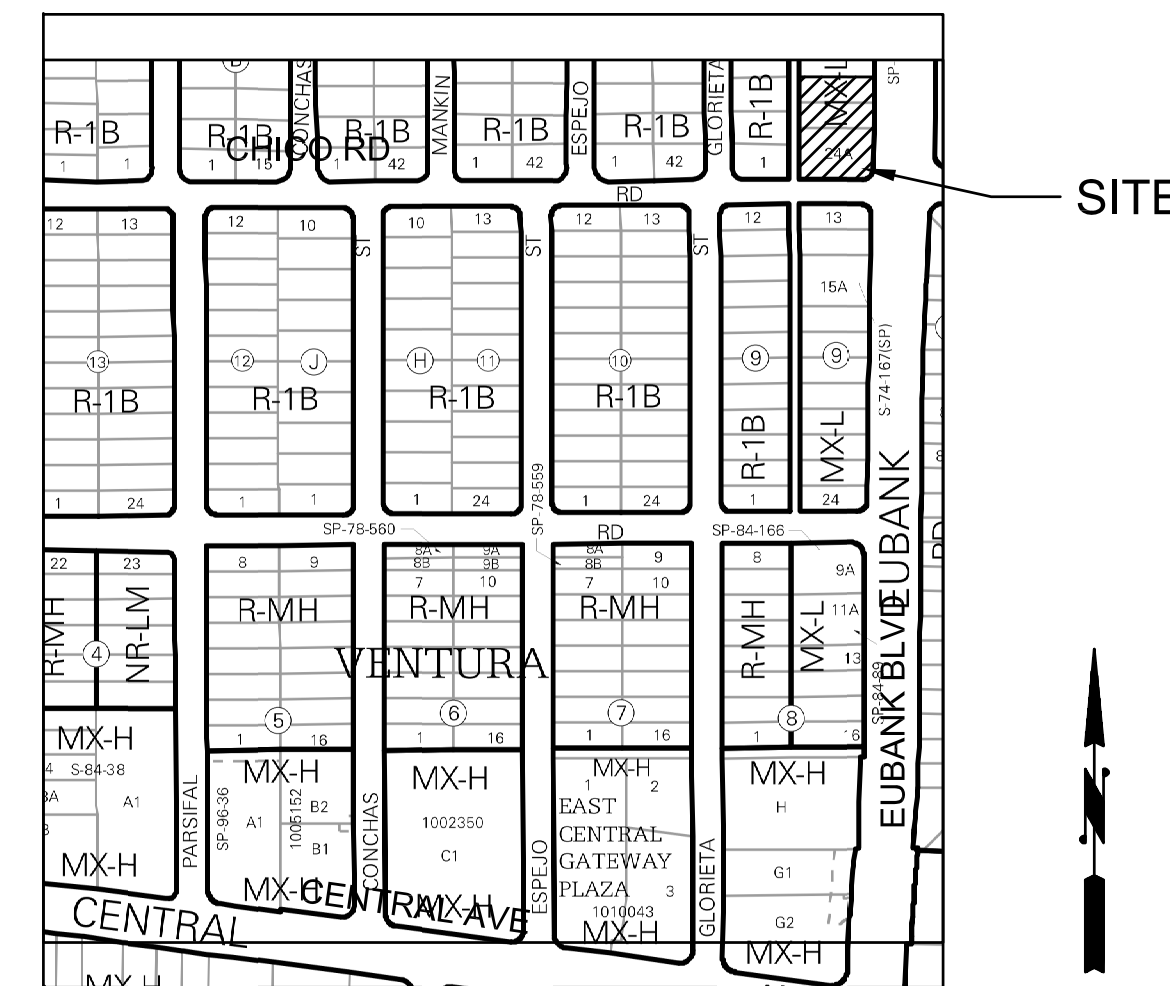 R-1B
1
1
R-1B
15
CONCHAS
CHICO RD
R-1B
1
42
MANKIN
R-1B
1
42
ESPEJO
R-1B
1
42
GLORIETA
R-1B
1
MX-L
24A
SP-
SITE
RD
12
13
12
10
ST
10
13
ST
12
13
ST
12
13
15A
S-74-167(SP)
13
R-1B
12
J
R-1B
H
11
R-1B
10
R-1B
9
R-1B
9
MX-L
1
24
1
1
1
24
1
24
1
24
EUBANK
SP-78-560
SP-78-559
RD
SP-84-166
22
23
R-MH
4
NR-LM
8
9
R-MH
8A
9A
8B
9B
7
10
R-MH
8A
9
8B
7
10
R-MH
8
R-MH
9A
MX-L
11A
13
SP-84-89
EUBANK BLVD
VENTURA
5
1
16
6
1
16
7
1
16
8
1
16
MX-H
S-84-38
A1
MX-H
PARSIFAL
MX-H
SP-96-36
A1
1005152
B2
B1
MX-H
CONCHAS
MX-H
1002350
C1
MX-H
ESPEJO
MX-H
1
2
EAST
CENTRAL
GATEWAY
PLAZA
3
1010043
MX-H
GLORIETA
MX-H
H
G1
G2
MX-H
CENTRAL
CENTRAL AVE
MX-H
N